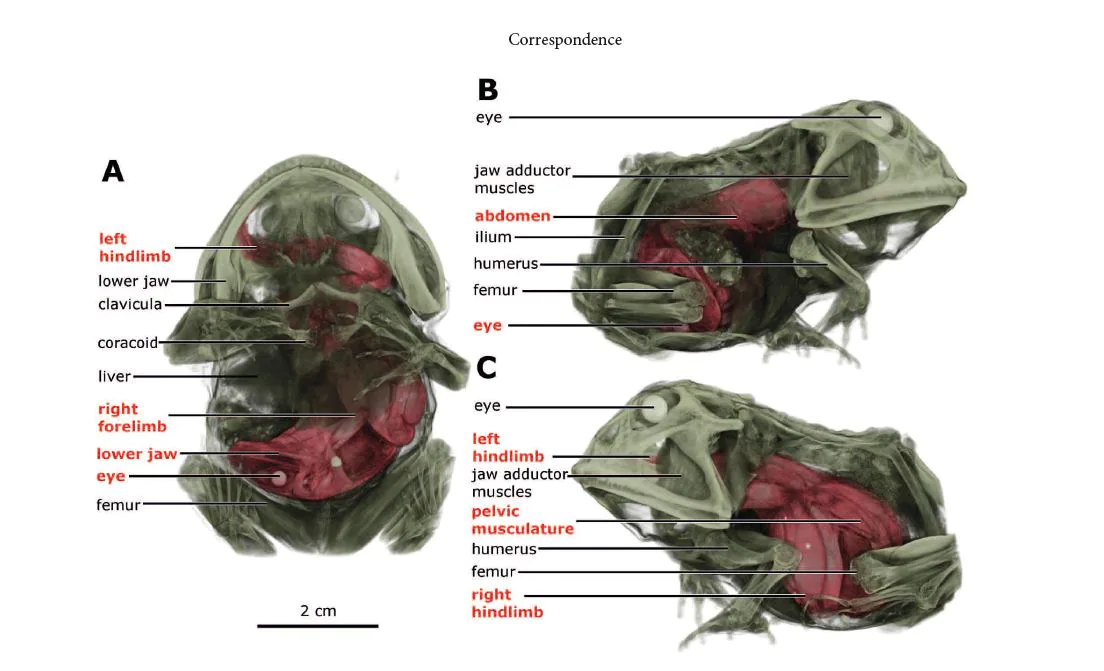 Correspondence
A
left
hindlimb
lower jaw
clavicula
coracoid
liver
right
forelimb
lower jaw
eye
femur
2 cm
B
eye
jaw adductor
muscles
abdomen
ilium
humerus
femur
eye
C
eye
left
hindlimb
jaw adductor
muscles
pelvic
musculature
humerus
femur
right
hindlimb